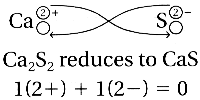 Ca²⁺ S²⁻
Ca₂S₂ reduces to CaS
1(2+) + 1(2−) = 0